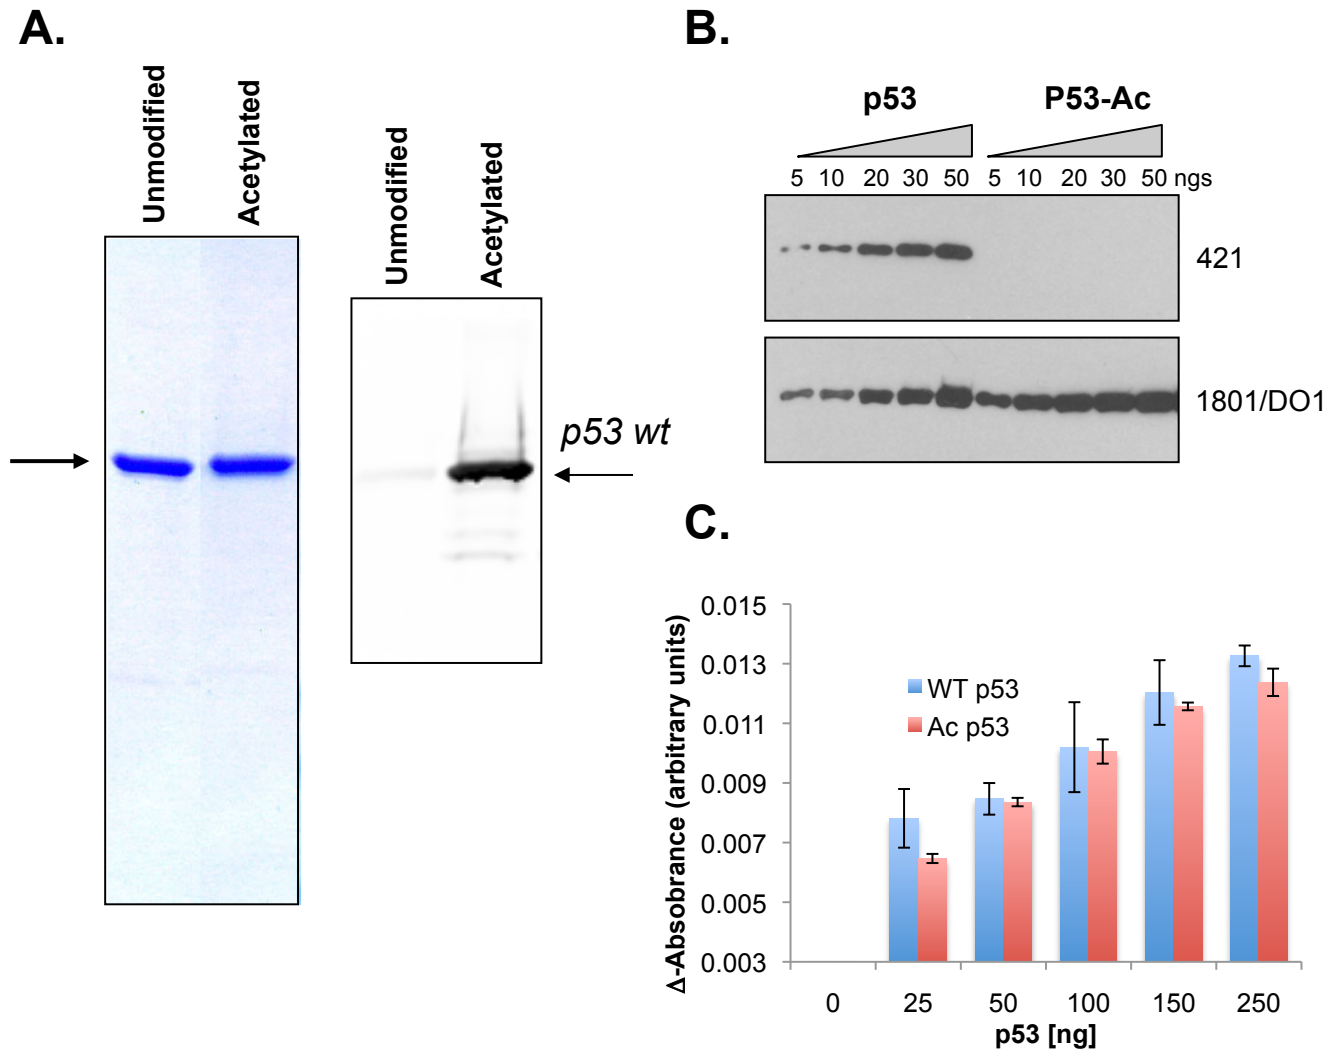 A.
Unmodified
Acetylated
Unmodified
Acetylated
p53 wt
B.
p53
P53-Ac
5 10 20 30 50 5 10 20 30 50 ngs
421
1801/DO1
C.
Δ-Absobrance (arbitrary units)
0.015
0.013
0.011
0.009
0.007
0.005
0.003
WT p53
Ac p53
0 25 50 100 150 250
p53 [ng]